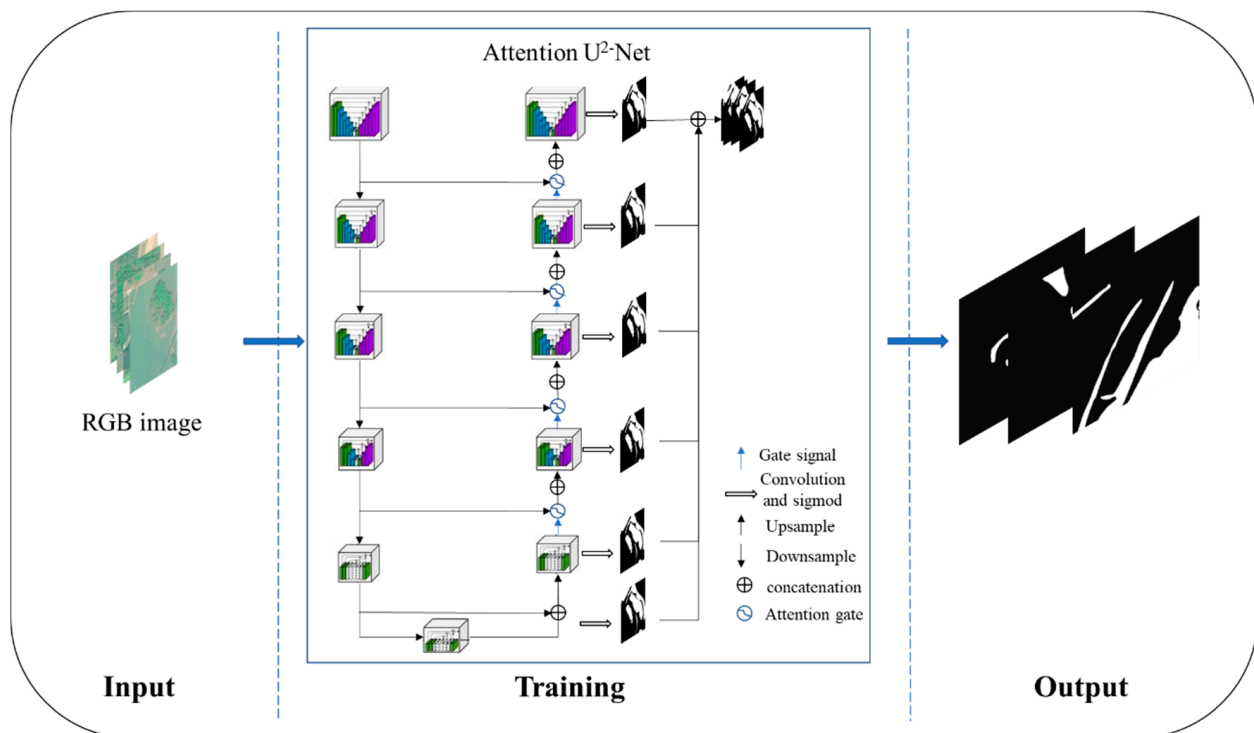 Attention U²-Net
RGB image
Gate signal
Convolution
and sigmod
Upsample
Downsample
concatenation
Attention gate
Input
Training
Output